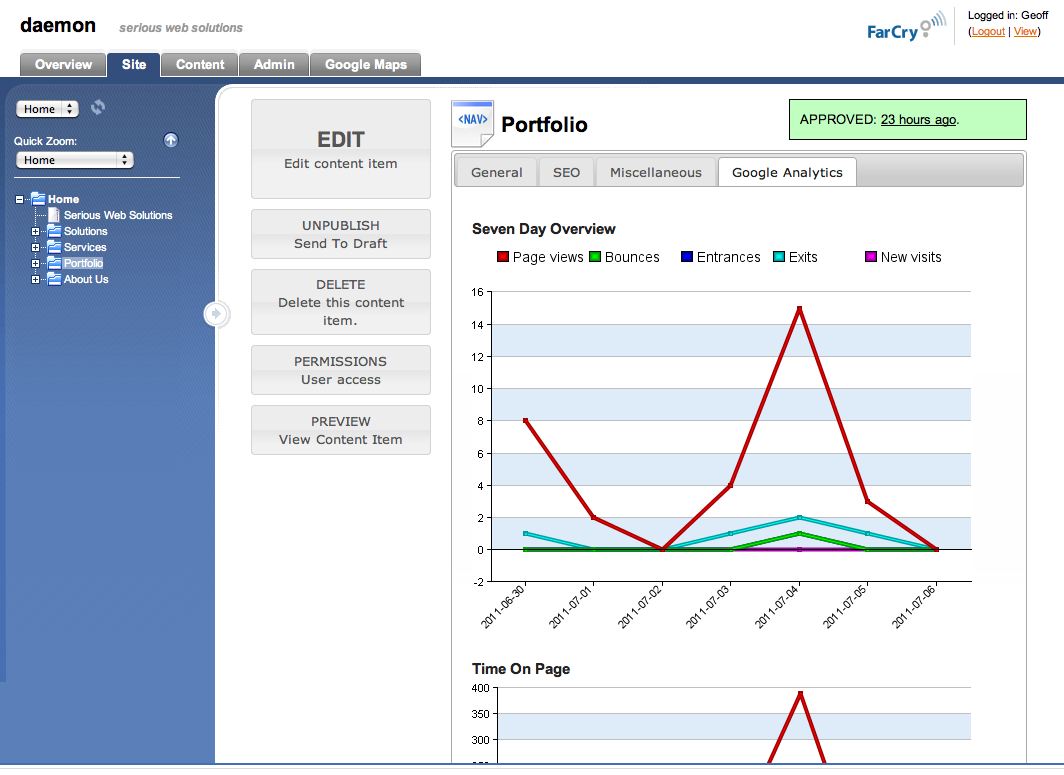 daemon serious web solutions
FarCry
Logged in: Geoff
(Logout | View)
Overview Site Content Admin Google Maps
Home
Quick Zoom:
Home
Home
Serious Web Solutions
Solutions
Services
Portfolio
About Us
EDIT
Edit content item
UNPUBLISH
Send To Draft
DELETE
Delete this content
item.
PERMISSIONS
User access
PREVIEW
View Content Item
<NAV> Portfolio
APPROVED: 23 hours ago.
General SEO Miscellaneous Google Analytics
Seven Day Overview
Page views Bounces Entrances Exits New visits
16
14
12
10
8
6
4
2
0
-2
2011-06-30 2011-07-01 2011-07-02 2011-07-03 2011-07-04 2011-07-05 2011-07-06
Time On Page
400
350
300